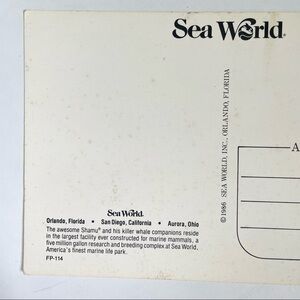 Sea World®
© 1986 SEA WORLD, INC., ORLANDO, FLORIDA
A
Sea World®
Orlando, Florida • San Diego, California • Aurora, Ohio
The awesome Shamu® and his killer whale companions reside
in the largest facility ever constructed for marine mammals, a
five million gallon research and breeding complex at Sea World,
America's finest marine life park.
FP-114